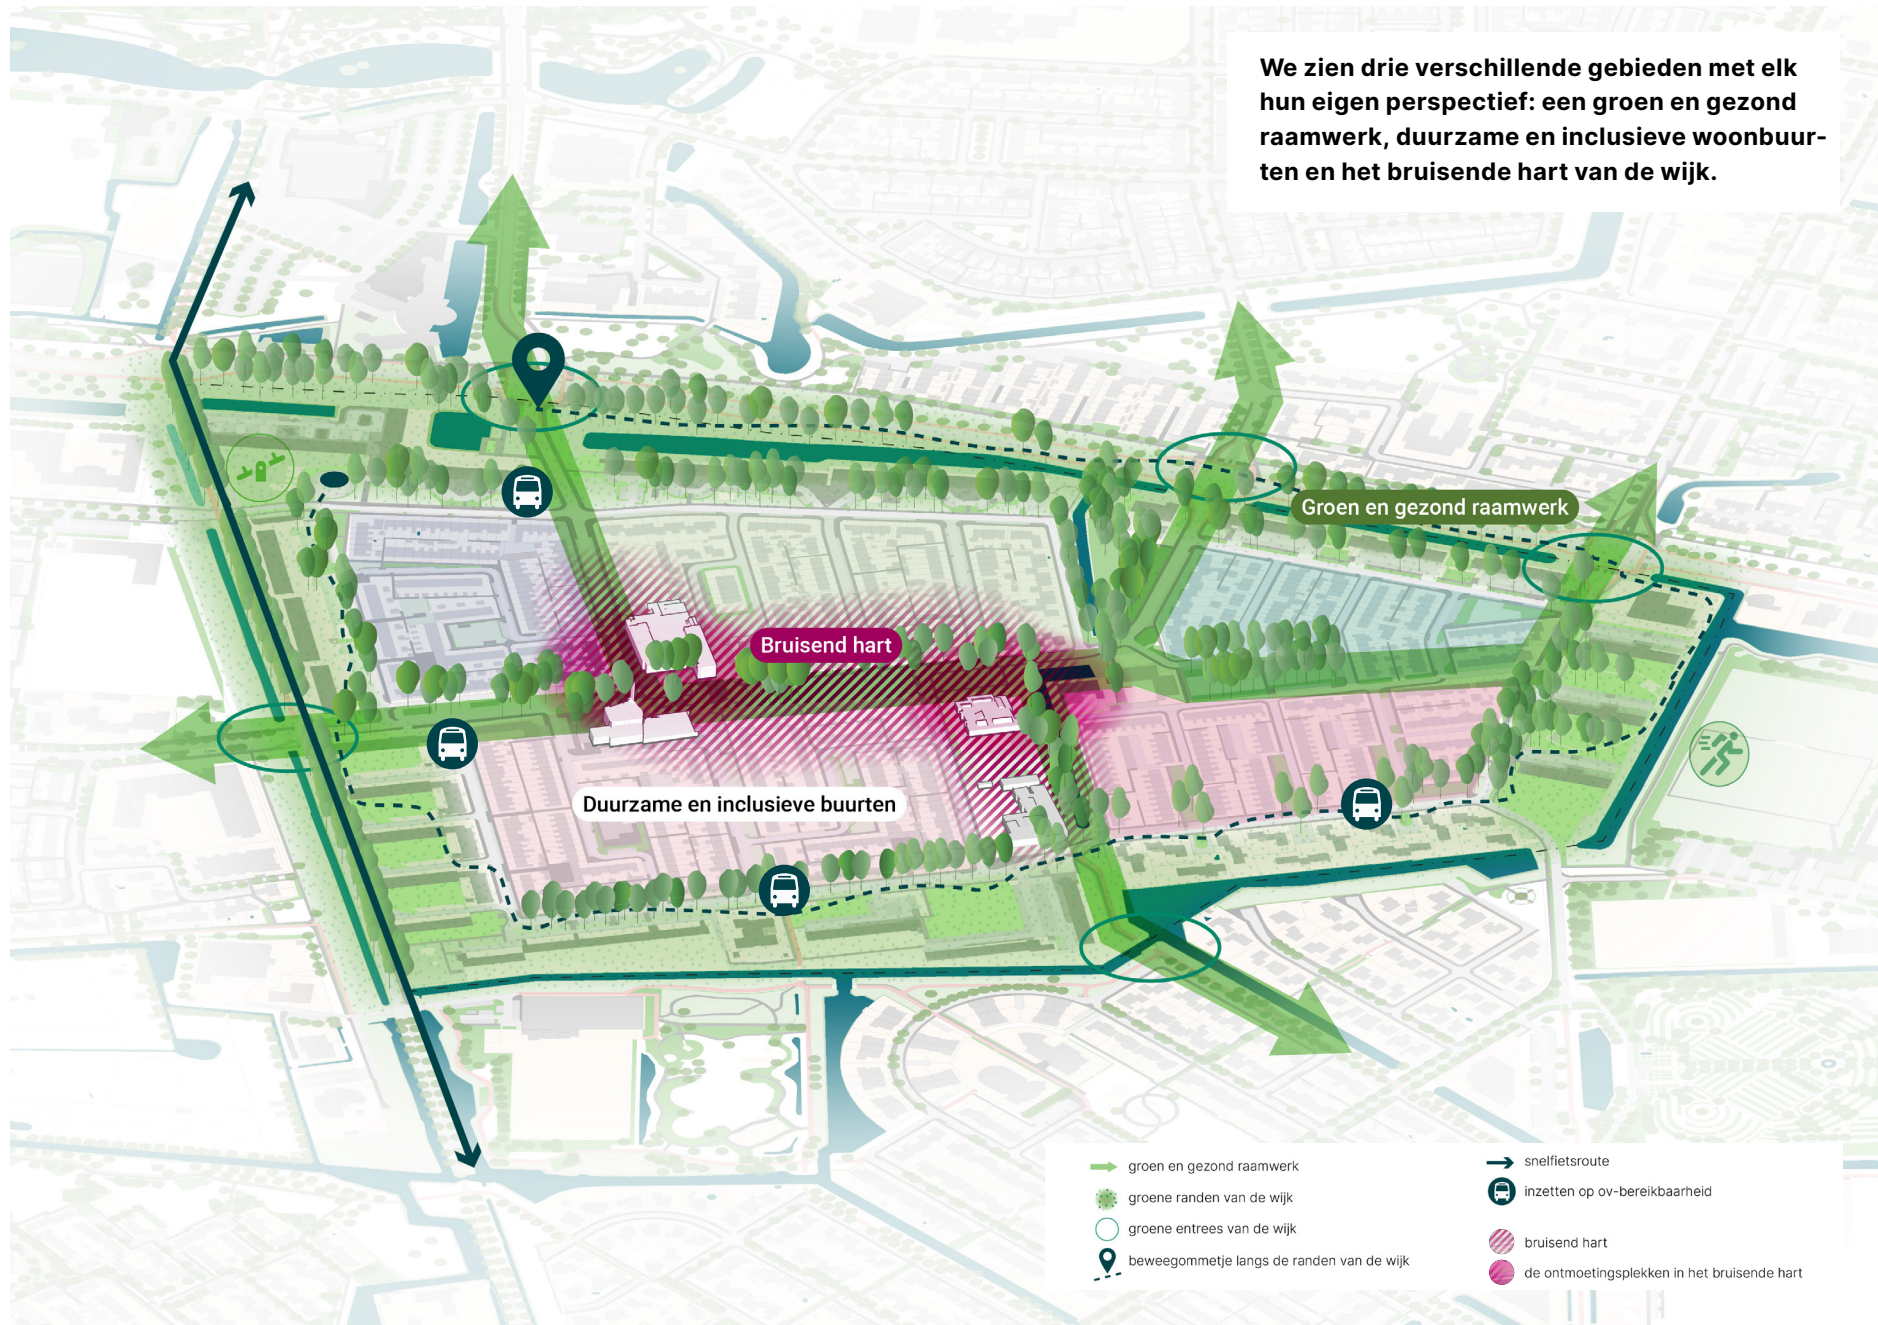 We zien drie verschillende gebieden met elk
hun eigen perspectief: een groen en gezond
raamwerk, duurzame en inclusieve woonbuur-
ten en het bruisende hart van de wijk.
Groen en gezond raamwerk
Bruisend hart
Duurzame en inclusieve buurten
groen en gezond raamwerk
groene randen van de wijk
groene entrees van de wijk
beweegommetje langs de randen van de wijk
snelfietsroute
inzetten op ov-bereikbaarheid
bruisend hart
de ontmoetingsplekken in het bruisende hart